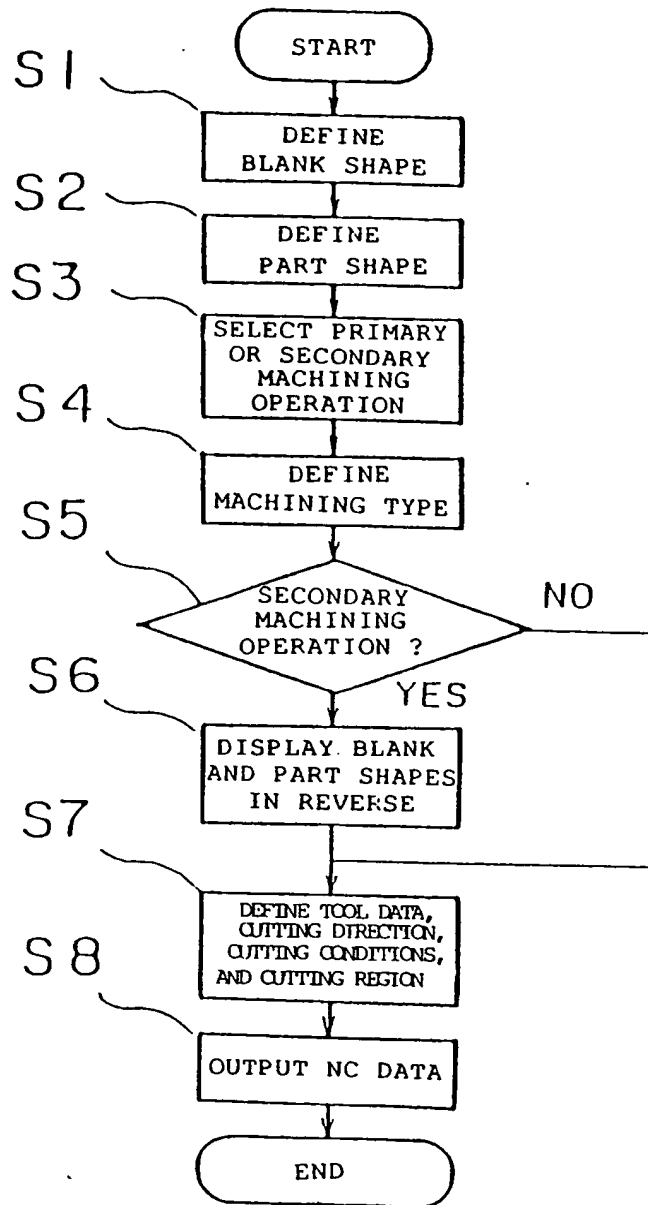 START
S1
DEFINE
BLANK SHAPE
S2
DEFINE
PART SHAPE
S3
SELECT PRIMARY
OR SECONDARY
MACHINING
OPERATION
S4
DEFINE
MACHINING TYPE
S5
SECONDARY
MACHINING
OPERATION ?
NO
YES
S6
DISPLAY BLANK
AND PART SHAPES
IN REVERSE
S7
DEFINE TOOL DATA,
CUTTING DIRECTION,
CUTTING CONDITIONS,
AND CUTTING REGION
S8
OUTPUT NC DATA
END